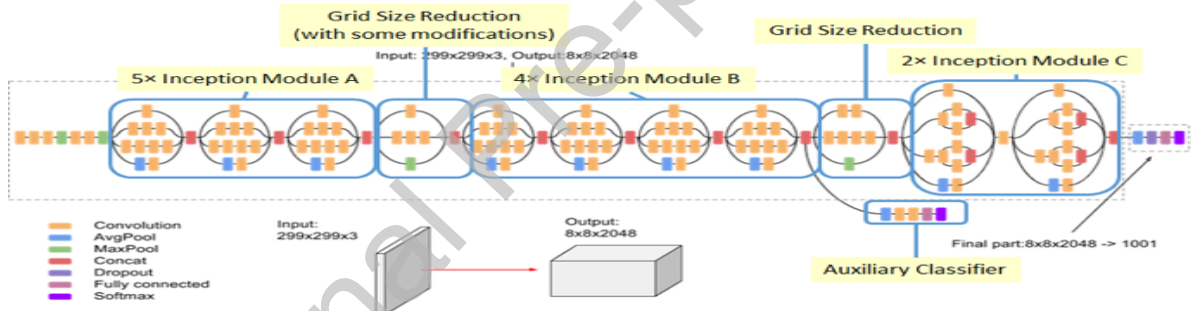 Grid Size Reduction
(with some modifications)
Grid Size Reduction
Input: 299x299x3, Output:8x8x2048
5× Inception Module A
4× Inception Module B
2× Inception Module C
Convolution
AvgPool
MaxPool
Concat
Dropout
Fully connected
Softmax
Input:
299x299x3
Output:
8x8x2048
Final part:8x8x2048 -> 1001
Auxiliary Classifier
nal Pre-p